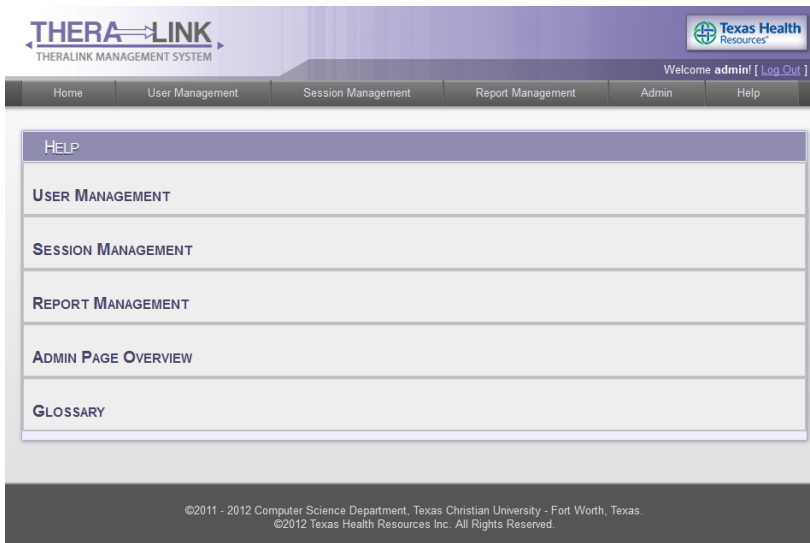 THERA LINK
THERALINK MANAGEMENT SYSTEM
Texas Health
Resources®
Welcome admin! [ Log Out ]
Home User Management Session Management Report Management Admin Help
HELP
USER MANAGEMENT
SESSION MANAGEMENT
REPORT MANAGEMENT
ADMIN PAGE OVERVIEW
GLOSSARY
©2011 - 2012 Computer Science Department, Texas Christian University - Fort Worth, Texas.
©2012 Texas Health Resources Inc. All Rights Reserved.